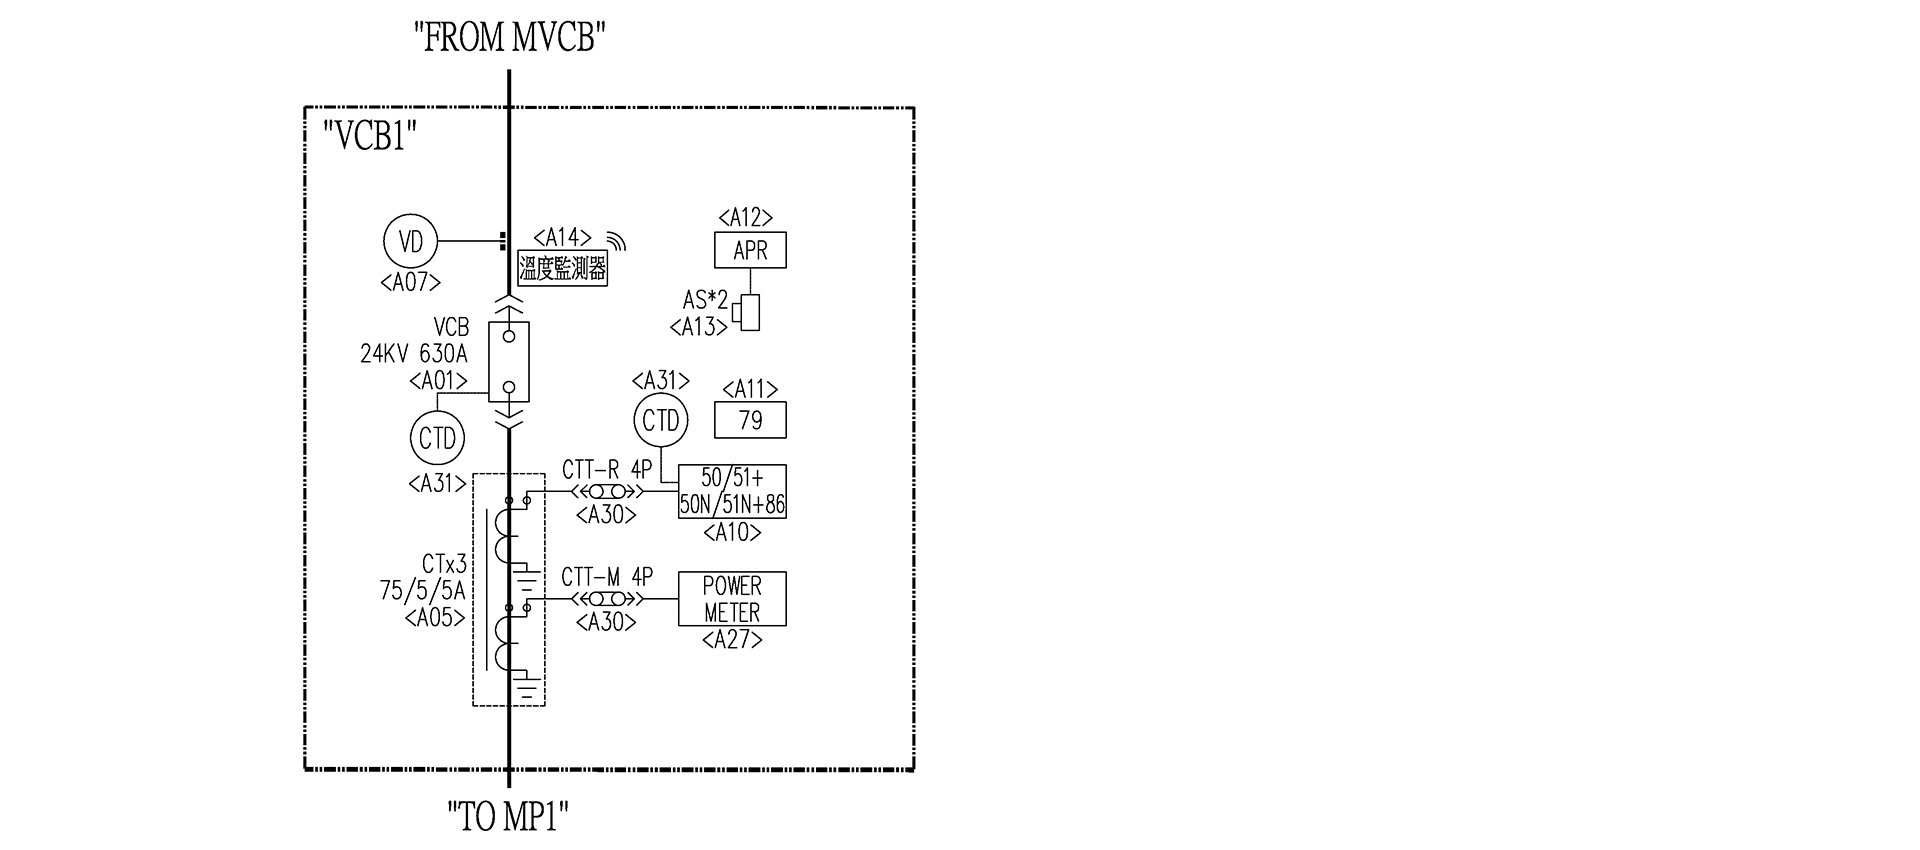 "FROM MVCB"
"VCB1"
VD
<A07>
<A14>
溫度監測器
<A12>
APR
AS*2
<A13>
VCB
24KV 630A
<A01>
CTD
<A31>
<A31>
CTD
<A11>
79
CTT-R 4P
<A30>
50/51+
50N/51N+86
<A10>
CTx3
75/5/5A
<A05>
CTT-M 4P
<A30>
POWER
METER
<A27>
"TO MP1"